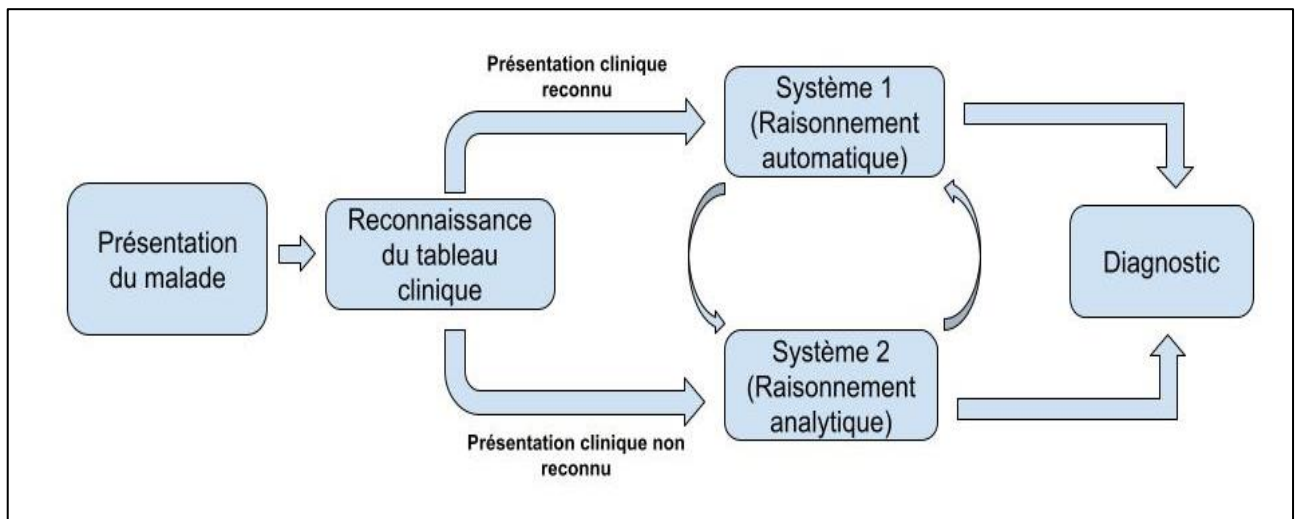 Présentation
du malade
Reconnaissance
du tableau
clinique
Présentation clinique
reconnu
Système 1
(Raisonnement
automatique)
Présentation clinique non
reconnu
Système 2
(Raisonnement
analytique)
Diagnostic